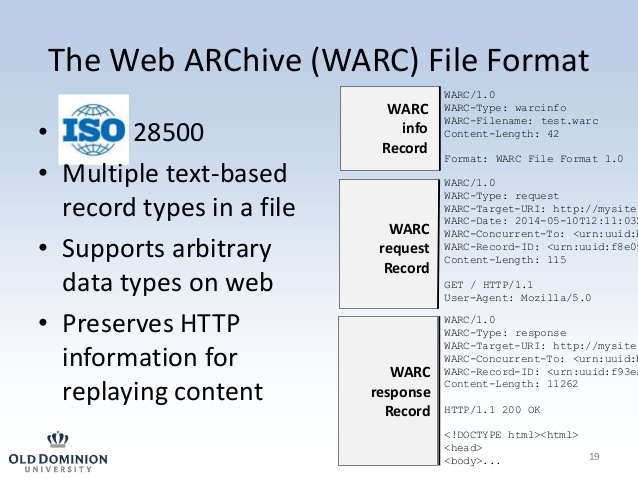 The Web ARChive (WARC) File Format
• ISO 28500
• Multiple text-based
record types in a file
• Supports arbitrary
data types on web
• Preserves HTTP
information for
replaying content
WARC
info
Record
WARC/1.0
WARC-Type: warcinfo
WARC-Filename: test.warc
Content-Length: 42
Format: WARC File Format 1.0
WARC
request
Record
WARC/1.0
WARC-Type: request
WARC-Target-URI: http://mysite
WARC-Date: 2014-05-10T12:11:03
WARC-Concurrent-To: <urn:uuid:
WARC-Record-ID: <urn:uuid:f8e0
Content-Length: 115
GET / HTTP/1.1
User-Agent: Mozilla/5.0
WARC
response
Record
WARC/1.0
WARC-Type: response
WARC-Target-URI: http://mysite
WARC-Concurrent-To: <urn:uuid:
WARC-Record-ID: <urn:uuid:f93e
Content-Length: 11262
HTTP/1.1 200 OK
<!DOCTYPE html><html>
<head>
<body>...
OLD DOMINION
UNIVERSITY
19